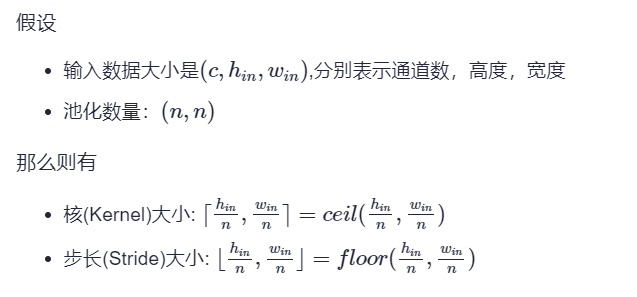 假设
• 输入数据大小是$(c, h_{in}, w_{in})$,分别表示通道数，高度，宽度
• 池化数量：$(n, n)$
那么则有
• 核(Kernel)大小: $\lceil \frac{h_{in}}{n}, \frac{w_{in}}{n} \rceil = ceil(\frac{h_{in}}{n}, \frac{w_{in}}{n})$
• 步长(Stride)大小: $\lfloor \frac{h_{in}}{n}, \frac{w_{in}}{n} \rfloor = floor(\frac{h_{in}}{n}, \frac{w_{in}}{n})$